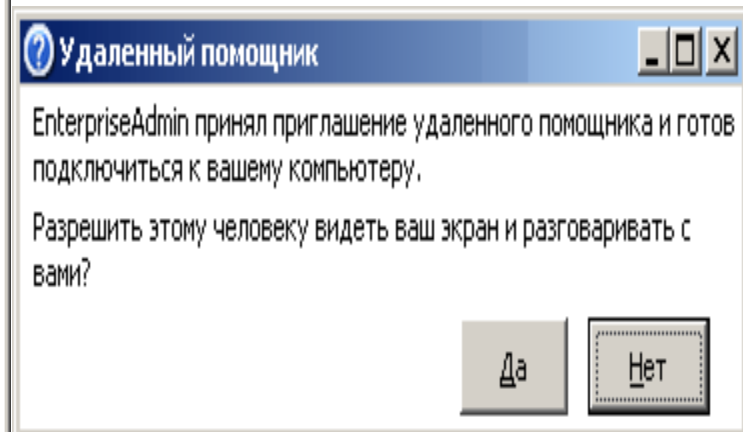 Удаленный помощник
EnterpriseAdmin принял приглашение удаленного помощника и готов
подключиться к вашему компьютеру.
Разрешить этому человеку видеть ваш экран и разговаривать с
вами?
Да
Нет